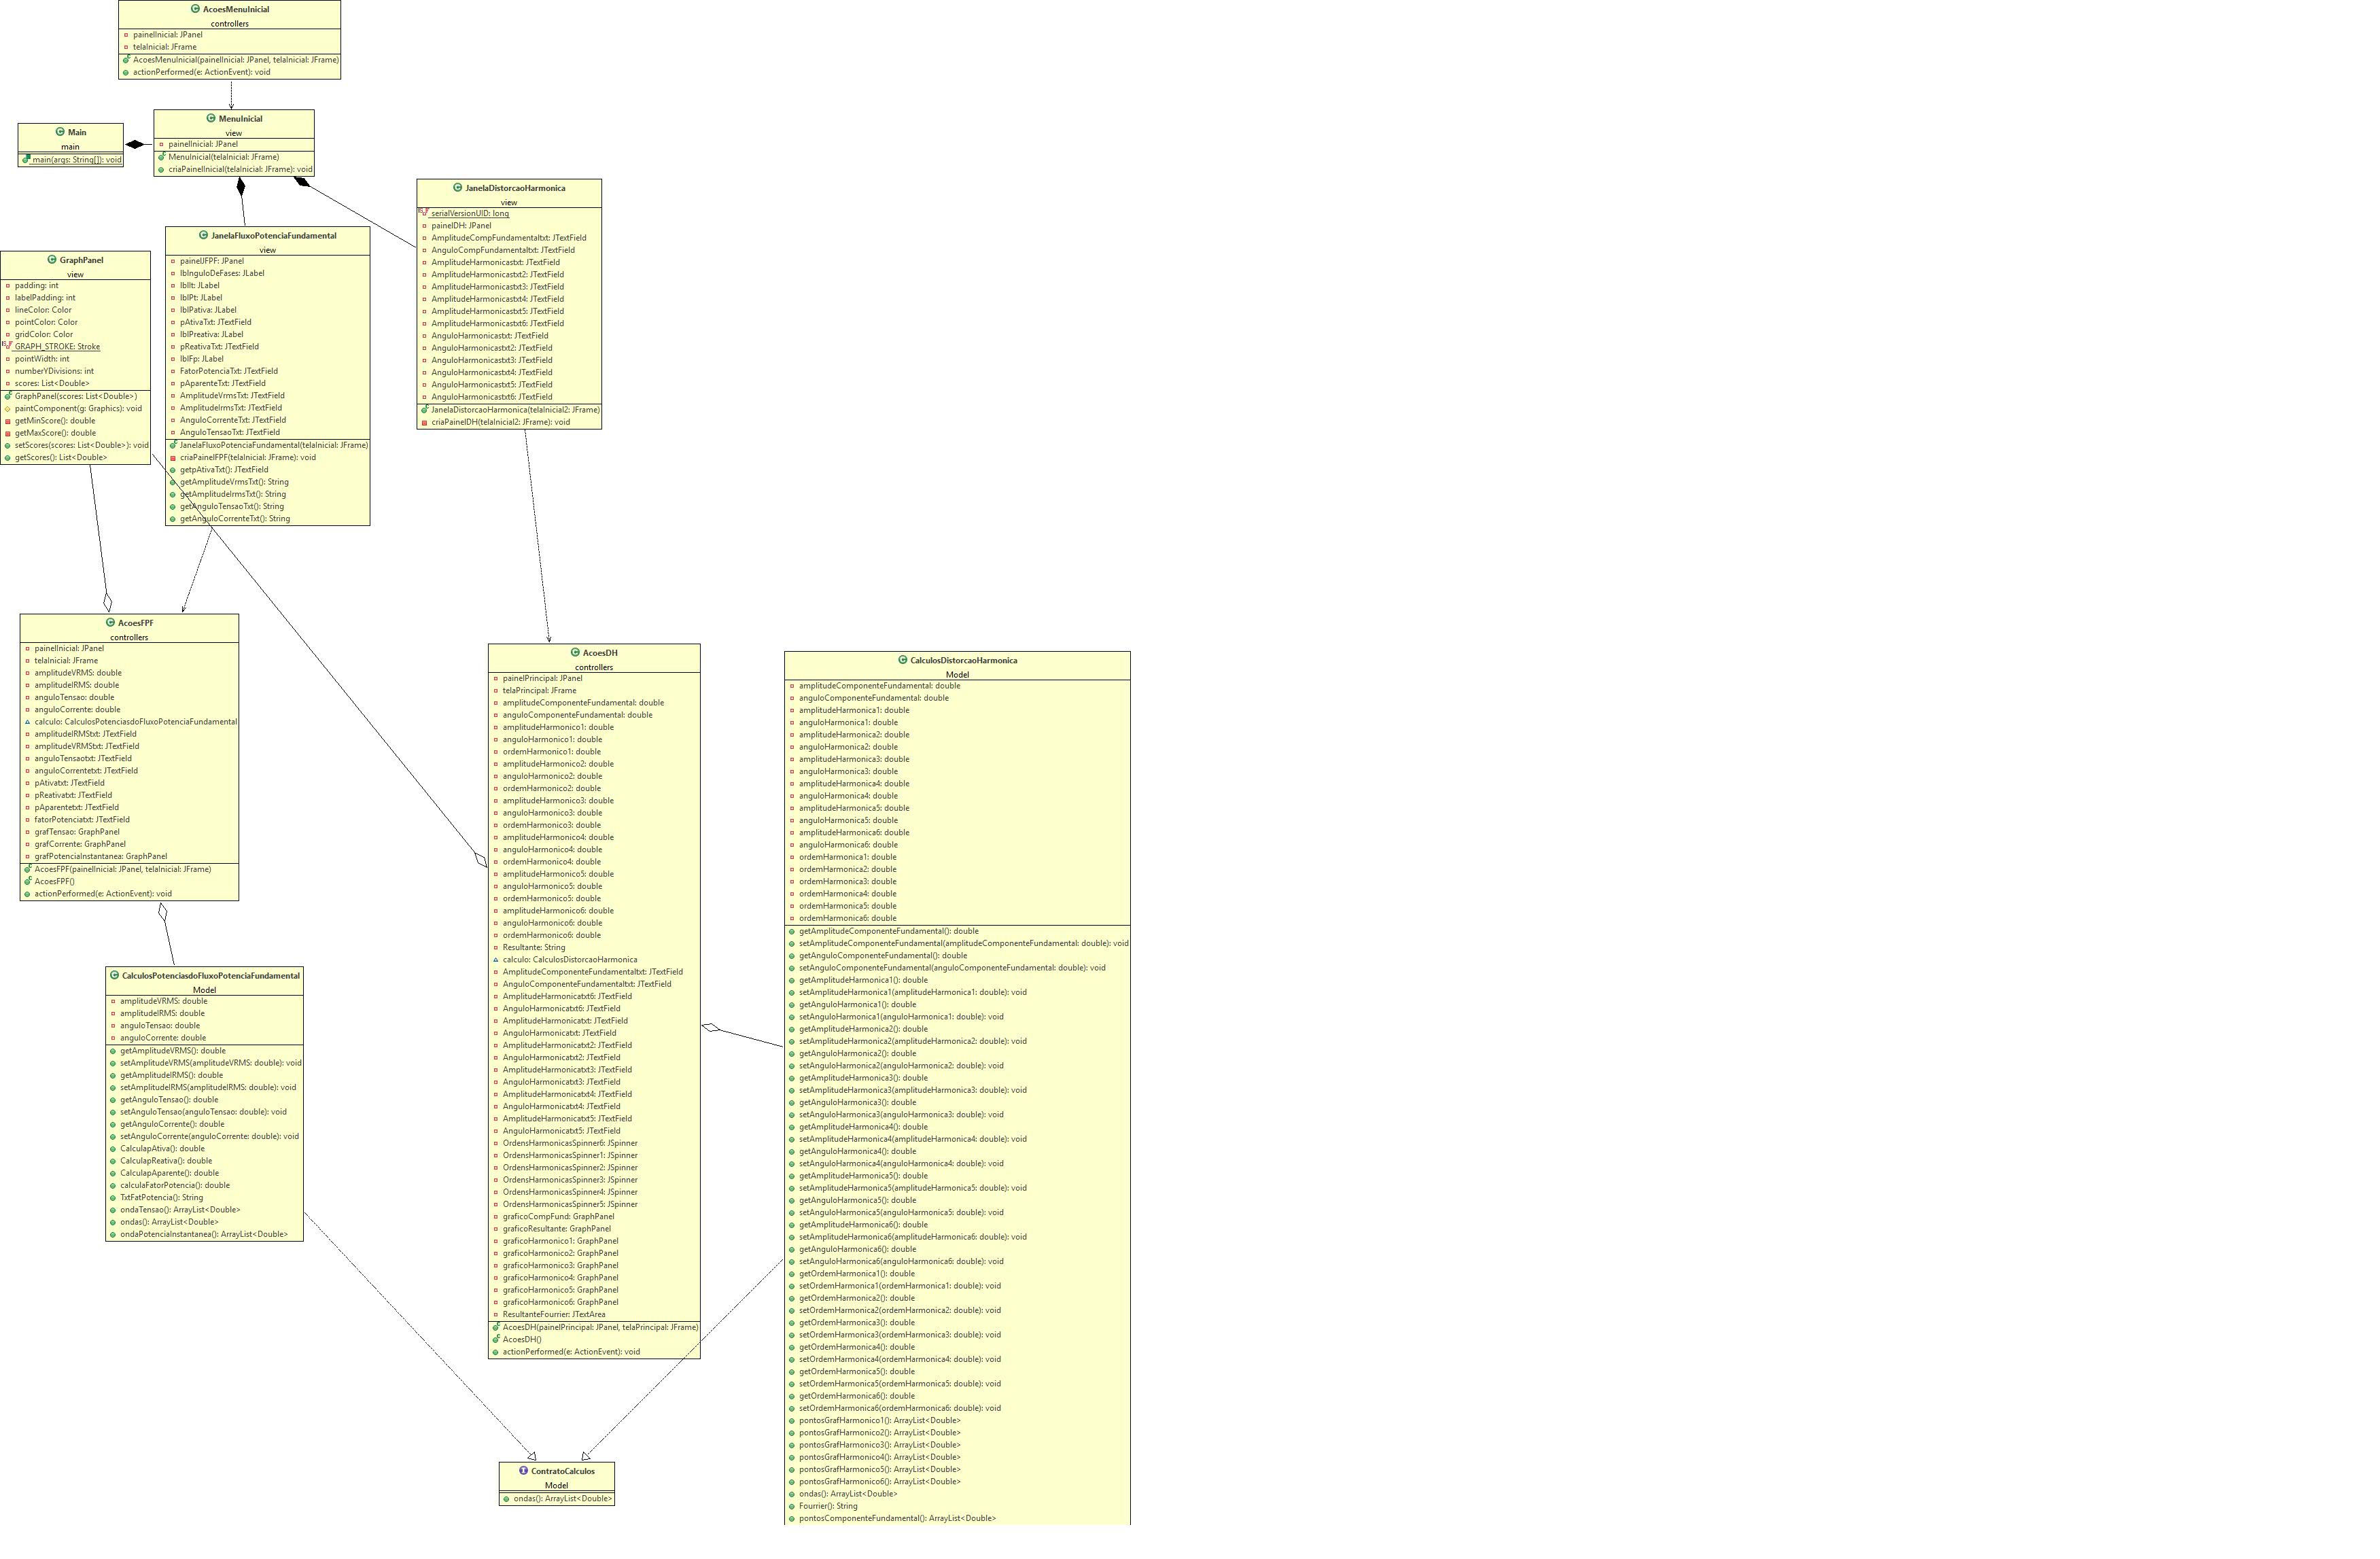 AcoesMenuInicial
controllers
painelInicial: JPanel
telaInicial: JFrame
AcoesMenuInicial(painelInicial: JPanel, telaInicial: JFrame)
actionPerformed(e: ActionEvent): void
MenuInicial
view
painelInicial: JPanel
MenuInicial(telaInicial: JFrame)
criaPainelInicial(telaInicial: JFrame): void
Main
main
main(args: String[]): void
JanelaDistorcaoHarmonica
view
serialVersionUID: long
painelDH: JPanel
AmplitudeCompFundamentaltxt: JTextField
AnguloCompFundamentaltxt: JTextField
AmplitudeHarmonicastxt: JTextField
AmplitudeHarmonicastxt2: JTextField
AmplitudeHarmonicastxt3: JTextField
AmplitudeHarmonicastxt4: JTextField
AmplitudeHarmonicastxt5: JTextField
AmplitudeHarmonicastxt6: JTextField
AnguloHarmonicastxt: JTextField
AnguloHarmonicastxt2: JTextField
AnguloHarmonicastxt3: JTextField
AnguloHarmonicastxt4: JTextField
AnguloHarmonicastxt5: JTextField
AnguloHarmonicastxt6: JTextField
JanelaDistorcaoHarmonica(telaInicial2: JFrame)
criaPainelDH(telaInicial2: JFrame): void
JanelaFluxoPotenciaFundamental
view
painelJFPF: JPanel
lblnguloDeFases: JLabel
lblIt: JLabel
lblPt: JLabel
lblPativa: JLabel
pAtivaTxt: JTextField
lblPreativa: JLabel
pReativaTxt: JTextField
lblFp: JLabel
FatorPotenciaTxt: JTextField
pAparenteTxt: JTextField
AmplitudeVrmsTxt: JTextField
AmplitudeIrmsTxt: JTextField
AnguloCorrenteTxt: JTextField
AnguloTensaoTxt: JTextField
JanelaFluxoPotenciaFundamental(telaInicial: JFrame)
criaPainelFPF(telaInicial: JFrame): void
getpAtivaTxt(): JTextField
getAmplitudeVrmsTxt(): String
getAmplitudeIrmsTxt(): String
getAnguloTensaoTxt(): String
getAnguloCorrenteTxt(): String
GraphPanel
view
padding: int
labelPadding: int
lineColor: Color
pointColor: Color
gridColor: Color
GRAPH_STROKE: Stroke
pointWidth: int
numberYDivisions: int
scores: List<Double>
GraphPanel(scores: List<Double>)
paintComponent(g: Graphics): void
getMinScore(): double
getMaxScore(): double
setScores(scores: List<Double>): void
getScores(): List<Double>
AcoesFPF
controllers
painelInicial: JPanel
telaInicial: JFrame
amplitudeVRMS: double
amplitudeIRMS: double
anguloTensao: double
anguloCorrente: double
calculo: CalculosPotenciasdoFluxoPotenciaFundamental
amplitudeIRMStxt: JTextField
amplitudeVRMStxt: JTextField
anguloTensaotxt: JTextField
anguloCorrentetxt: JTextField
pAtivatxt: JTextField
pReativatxt: JTextField
pAparentetxt: JTextField
fatorPotenciatxt: JTextField
grafTensao: GraphPanel
grafCorrente: GraphPanel
grafPotenciaInstantanea: GraphPanel
AcoesFPF(painelInicial: JPanel, telaInicial: JFrame)
AcoesFPF()
actionPerformed(e: ActionEvent): void
AcoesDH
controllers
painelPrincipal: JPanel
telaPrincipal: JFrame
amplitudeComponenteFundamental: double
anguloComponenteFundamental: double
amplitudeHarmonico1: double
anguloHarmonico1: double
ordemHarmonico1: double
amplitudeHarmonico2: double
anguloHarmonico2: double
ordemHarmonico2: double
amplitudeHarmonico3: double
anguloHarmonico3: double
ordemHarmonico3: double
amplitudeHarmonico4: double
anguloHarmonico4: double
ordemHarmonico4: double
amplitudeHarmonico5: double
anguloHarmonico5: double
ordemHarmonico5: double
amplitudeHarmonico6: double
anguloHarmonico6: double
ordemHarmonico6: double
Resultante: String
calculo: CalculosDistorcaoHarmonica
AmplitudeComponenteFundamentaltxt: JTextField
AnguloComponenteFundamentaltxt: JTextField
AmplitudeHarmonicatxt6: JTextField
AnguloHarmonicatxt6: JTextField
AmplitudeHarmonicatxt: JTextField
AnguloHarmonicatxt: JTextField
AmplitudeHarmonicatxt2: JTextField
AnguloHarmonicatxt2: JTextField
AmplitudeHarmonicatxt3: JTextField
AnguloHarmonicatxt3: JTextField
AmplitudeHarmonicatxt4: JTextField
AnguloHarmonicatxt4: JTextField
AmplitudeHarmonicatxt5: JTextField
AnguloHarmonicatxt5: JTextField
OrdensHarmonicasSpinner6: JSpinner
OrdensHarmonicasSpinner1: JSpinner
OrdensHarmonicasSpinner2: JSpinner
OrdensHarmonicasSpinner3: JSpinner
OrdensHarmonicasSpinner4: JSpinner
OrdensHarmonicasSpinner5: JSpinner
graficoCompFund: GraphPanel
graficoResultante: GraphPanel
graficoHarmonico1: GraphPanel
graficoHarmonico2: GraphPanel
graficoHarmonico3: GraphPanel
graficoHarmonico4: GraphPanel
graficoHarmonico5: GraphPanel
graficoHarmonico6: GraphPanel
ResultanteFourrier: JTextArea
AcoesDH(painelPrincipal: JPanel, telaPrincipal: JFrame)
AcoesDH()
actionPerformed(e: ActionEvent): void
CalculosDistorcaoHarmonica
Model
amplitudeComponenteFundamental: double
anguloComponenteFundamental: double
amplitudeHarmonica1: double
anguloHarmonica1: double
amplitudeHarmonica2: double
anguloHarmonica2: double
amplitudeHarmonica3: double
anguloHarmonica3: double
amplitudeHarmonica4: double
anguloHarmonica4: double
amplitudeHarmonica5: double
anguloHarmonica5: double
amplitudeHarmonica6: double
anguloHarmonica6: double
ordemHarmonica1: double
ordemHarmonica2: double
ordemHarmonica3: double
ordemHarmonica4: double
ordemHarmonica5: double
ordemHarmonica6: double
getAmplitudeComponenteFundamental(): double
setAmplitudeComponenteFundamental(amplitudeComponenteFundamental: double): void
getAnguloComponenteFundamental(): double
setAnguloComponenteFundamental(anguloComponenteFundamental: double): void
getAmplitudeHarmonica1(): double
setAmplitudeHarmonica1(amplitudeHarmonica1: double): void
getAnguloHarmonica1(): double
setAnguloHarmonica1(anguloHarmonica1: double): void
getAmplitudeHarmonica2(): double
setAmplitudeHarmonica2(amplitudeHarmonica2: double): void
getAnguloHarmonica2(): double
setAnguloHarmonica2(anguloHarmonica2: double): void
getAmplitudeHarmonica3(): double
setAmplitudeHarmonica3(amplitudeHarmonica3: double): void
getAnguloHarmonica3(): double
setAnguloHarmonica3(anguloHarmonica3: double): void
getAmplitudeHarmonica4(): double
setAmplitudeHarmonica4(amplitudeHarmonica4: double): void
getAnguloHarmonica4(): double
setAnguloHarmonica4(anguloHarmonica4: double): void
getAmplitudeHarmonica5(): double
setAmplitudeHarmonica5(amplitudeHarmonica5: double): void
getAnguloHarmonica5(): double
setAnguloHarmonica5(anguloHarmonica5: double): void
getAmplitudeHarmonica6(): double
setAmplitudeHarmonica6(amplitudeHarmonica6: double): void
getAnguloHarmonica6(): double
setAnguloHarmonica6(anguloHarmonica6: double): void
getOrdemHarmonica1(): double
setOrdemHarmonica1(ordemHarmonica1: double): void
getOrdemHarmonica2(): double
setOrdemHarmonica2(ordemHarmonica2: double): void
getOrdemHarmonica3(): double
setOrdemHarmonica3(ordemHarmonica3: double): void
getOrdemHarmonica4(): double
setOrdemHarmonica4(ordemHarmonica4: double): void
getOrdemHarmonica5(): double
setOrdemHarmonica5(ordemHarmonica5: double): void
getOrdemHarmonica6(): double
setOrdemHarmonica6(ordemHarmonica6: double): void
pontosGrafHarmonico1(): ArrayList<Double>
pontosGrafHarmonico2(): ArrayList<Double>
pontosGrafHarmonico3(): ArrayList<Double>
pontosGrafHarmonico4(): ArrayList<Double>
pontosGrafHarmonico5(): ArrayList<Double>
pontosGrafHarmonico6(): ArrayList<Double>
ondas(): ArrayList<Double>
Fourrier(): String
pontosComponenteFundamental(): ArrayList<Double>
CalculosPotenciasdoFluxoPotenciaFundamental
Model
amplitudeVRMS: double
amplitudeIRMS: double
anguloTensao: double
anguloCorrente: double
getAmplitudeVRMS(): double
setAmplitudeVRMS(amplitudeVRMS: double): void
getAmplitudeIRMS(): double
setAmplitudeIRMS(amplitudeIRMS: double): void
getAnguloTensao(): double
setAnguloTensao(anguloTensao: double): void
getAnguloCorrente(): double
setAnguloCorrente(anguloCorrente: double): void
CalculapAtiva(): double
CalculapReativa(): double
CalculapAparente(): double
calculaFatorPotencia(): double
TxtFatPotencia(): String
ondaTensao(): ArrayList<Double>
ondas(): ArrayList<Double>
ondaPotenciaInstantanea(): ArrayList<Double>
ContratoCalculos
Model
ondas(): ArrayList<Double>